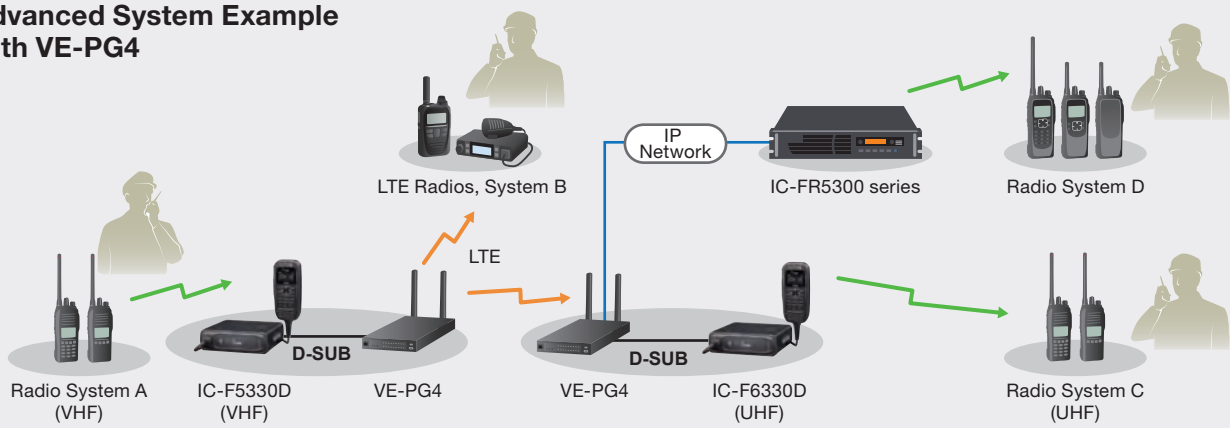 dvanced System Example
th VE-PG4
IP
Network
LTE Radios, System B
IC-FR5300 series
Radio System D
LTE
D-SUB
D-SUB
Radio System A
(VHF)
IC-F5330D
(VHF)
VE-PG4
VE-PG4
IC-F6330D
(UHF)
Radio System C
(UHF)